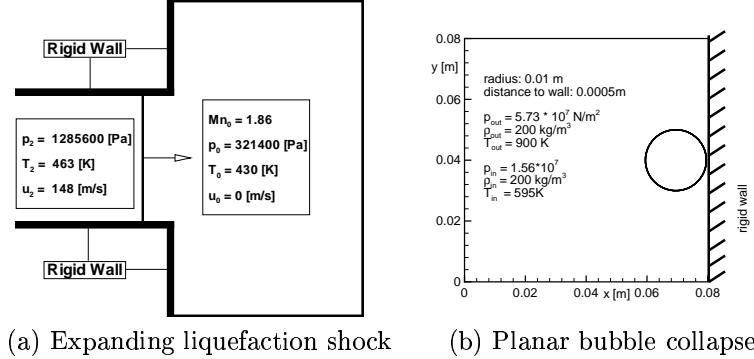 Rigid Wall
p₂ = 1285600 [Pa]
T₂ = 463 [K]
u₂ = 148 [m/s]
Mn₀ = 1.86
p₀ = 321400 [Pa]
T₀ = 430 [K]
u₀ = 0 [m/s]
Rigid Wall
(a) Expanding liquefaction shock
0.08
y [m]
0.06
0.04
0.02
0
radius: 0.01 m
distance to wall: 0.0005m
p_out = 5.73 * 10⁷ N/m²
ρ_out = 200 kg/m³
T_out = 900 K
p_in = 1.56*10⁷
ρ_in = 200 kg/m³
T_in = 595K
rigid wall
0 0.02 0.04 x [m] 0.06 0.08
(b) Planar bubble collapse